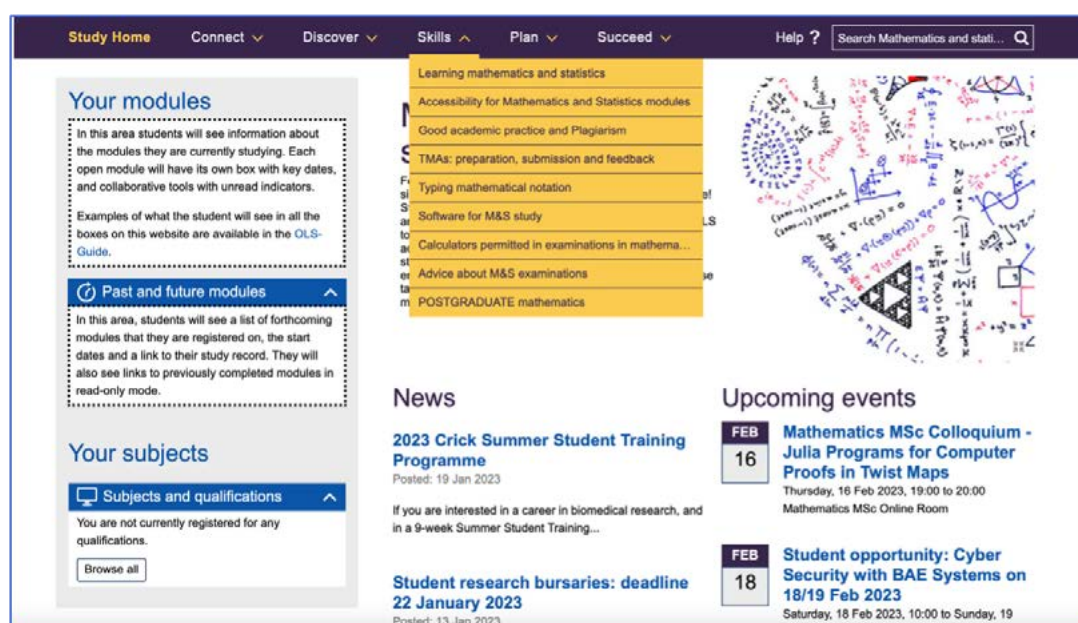 Study Home Connect Discover Skills Plan Succeed Help ? Search Mathematics and stati...
Learning mathematics and statistics
Accessibility for Mathematics and Statistics modules
Good academic practice and Plagiarism
TMAs: preparation, submission and feedback
Typing mathematical notation
Software for M&S study
Calculators permitted in examinations in mathema...
Advice about M&S examinations
POSTGRADUATE mathematics
Your modules
In this area students will see information about
the modules they are currently studying. Each
open module will have its own box with key dates,
and collaborative tools with unread indicators.
Examples of what the student will see in all the
boxes on this website are available in the OLS-
Guide.
Past and future modules
In this area, students will see a list of forthcoming
modules that they are registered on, the start
dates and a link to their study record. They will
also see links to previously completed modules in
read-only mode.
Your subjects
Subjects and qualifications
You are not currently registered for any
qualifications.
Browse all
News
2023 Crick Summer Student Training
Programme
Posted: 19 Jan 2023
If you are interested in a career in biomedical research, and
in a 9-week Summer Student Training...
Student research bursaries: deadline
22 January 2023
Posted: 13 Jan 2023
Upcoming events
FEB
16
Mathematics MSc Colloquium -
Julia Programs for Computer
Proofs in Twist Maps
Thursday, 16 Feb 2023, 19:00 to 20:00
Mathematics MSc Online Room
FEB
18
Student opportunity: Cyber
Security with BAE Systems on
18/19 Feb 2023
Saturday, 18 Feb 2023, 10:00 to Sunday, 19